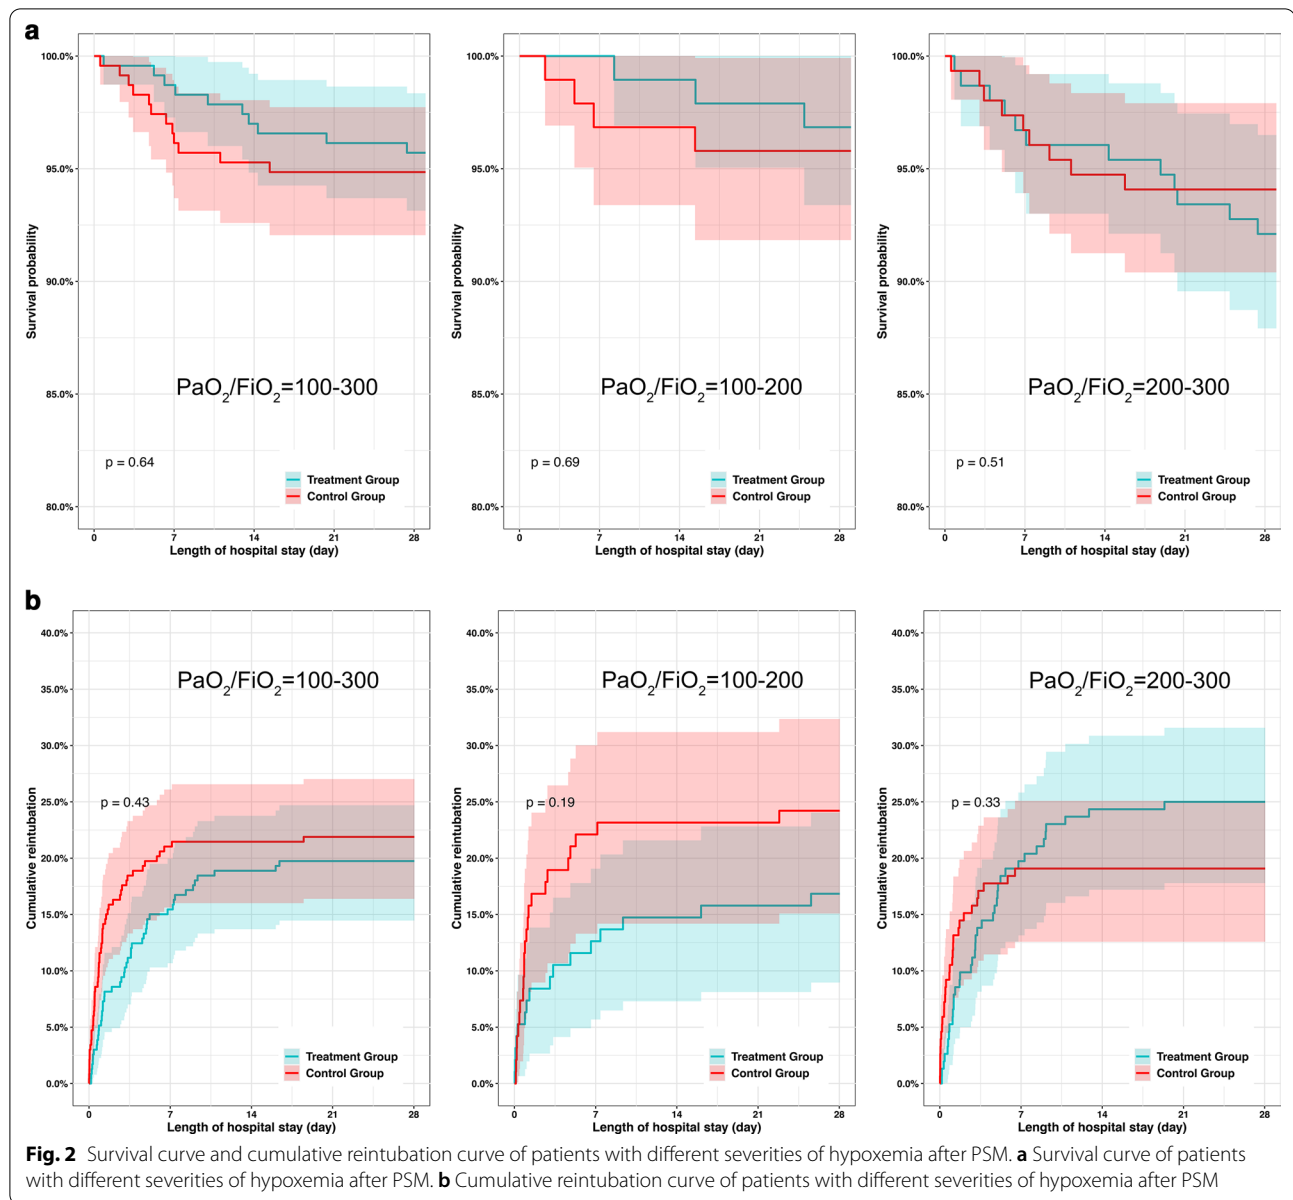 a
100.0%
95.0%
90.0%
85.0%
80.0%
Survival probability
PaO2/FiO2=100-300
p = 0.64
Treatment Group
Control Group
0 7 14 21 28
Length of hospital stay (day)
100.0%
95.0%
90.0%
85.0%
80.0%
Survival probability
PaO2/FiO2=100-200
p = 0.69
Treatment Group
Control Group
0 7 14 21 28
Length of hospital stay (day)
100.0%
95.0%
90.0%
85.0%
80.0%
Survival probability
PaO2/FiO2=200-300
p = 0.51
Treatment Group
Control Group
0 7 14 21 28
Length of hospital stay (day)
b
40.0%
35.0%
30.0%
25.0%
20.0%
15.0%
10.0%
5.0%
0.0%
Cumulative reintubation
PaO2/FiO2=100-300
p = 0.43
Treatment Group
Control Group
0 7 14 21 28
Length of hospital stay (day)
40.0%
35.0%
30.0%
25.0%
20.0%
15.0%
10.0%
5.0%
0.0%
Cumulative reintubation
PaO2/FiO2=100-200
p = 0.19
Treatment Group
Control Group
0 7 14 21 28
Length of hospital stay (day)
40.0%
35.0%
30.0%
25.0%
20.0%
15.0%
10.0%
5.0%
0.0%
Cumulative reintubation
PaO2/FiO2=200-300
p = 0.33
Treatment Group
Control Group
0 7 14 21 28
Length of hospital stay (day)
Fig. 2 Survival curve and cumulative reintubation curve of patients with different severities of hypoxemia after PSM. a Survival curve of patients
with different severities of hypoxemia after PSM. b Cumulative reintubation curve of patients with different severities of hypoxemia after PSM